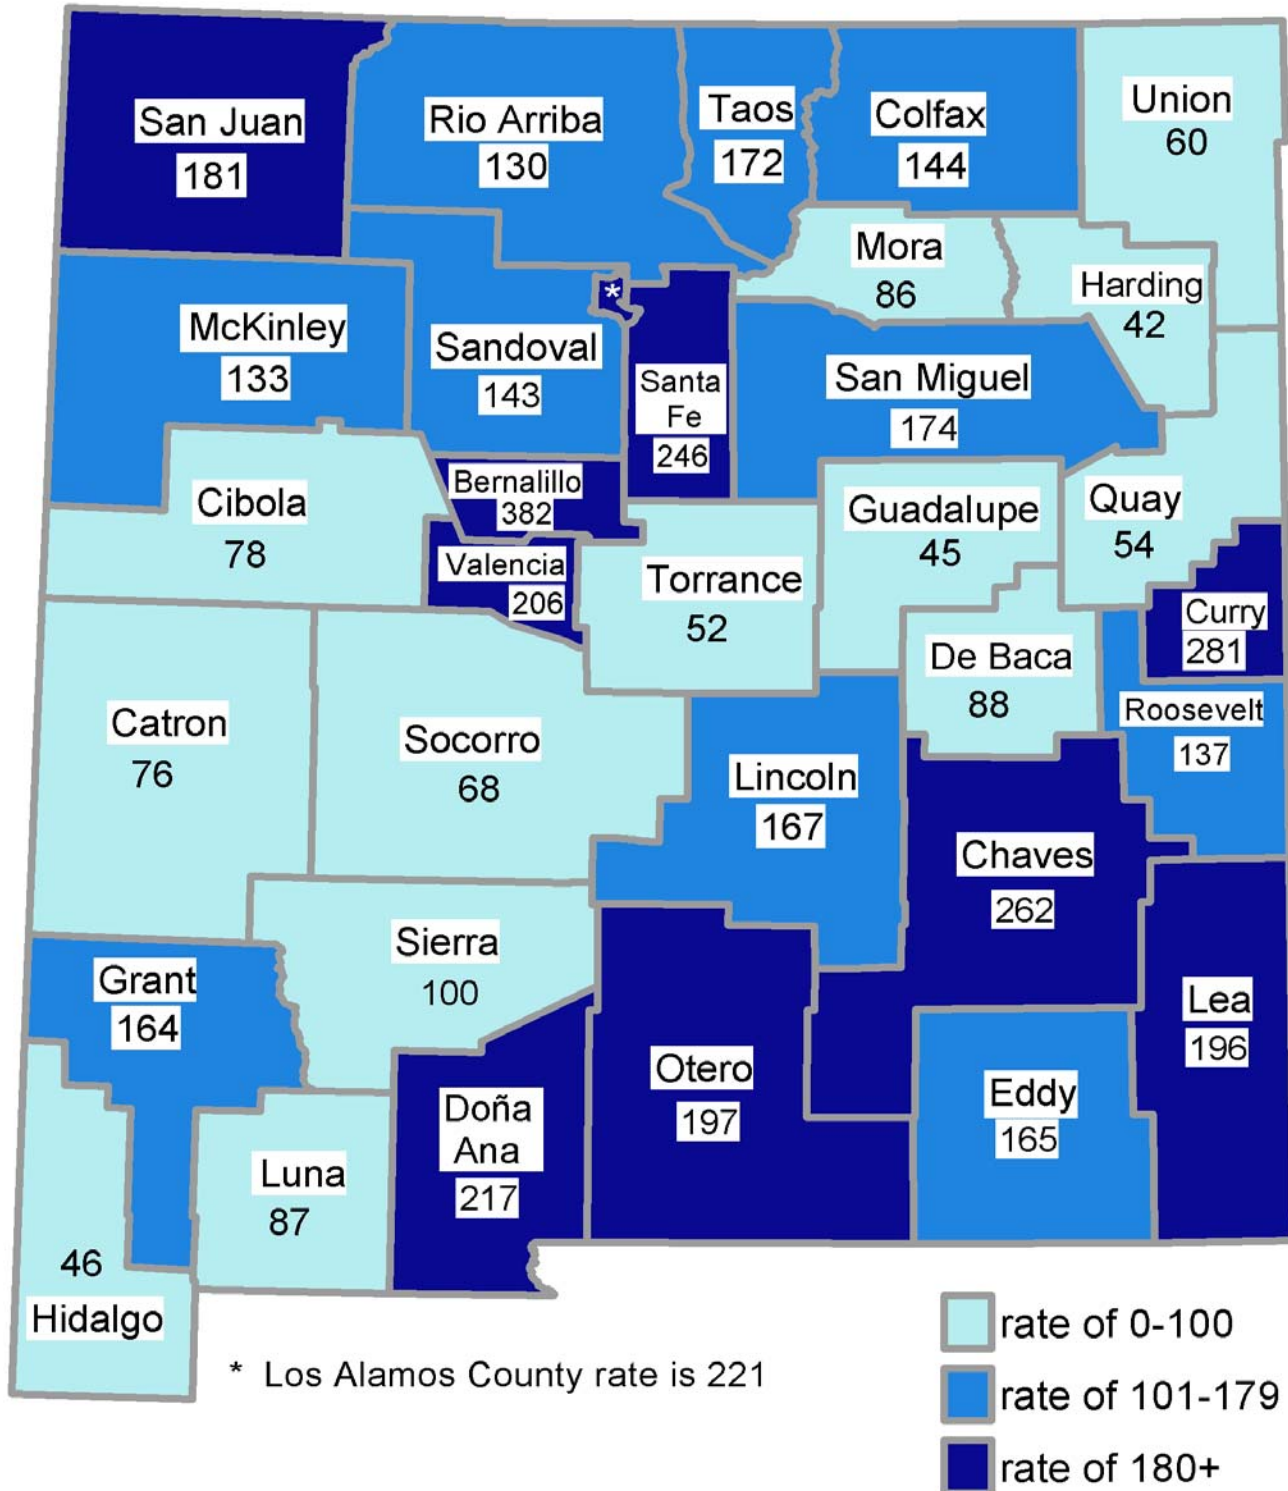 San Juan
181
Rio Arriba
130
Taos
172
Colfax
144
Union
60
Mora
86
Harding
42
McKinley
133
Sandoval
143
*
Santa
Fe
246
San Miguel
174
Bernalillo
382
Cibola
78
Valencia
206
Torrance
52
Guadalupe
45
Quay
54
Curry
281
De Baca
88
Roosevelt
137
Catron
76
Socorro
68
Lincoln
167
Chaves
262
Sierra
100
Grant
164
Lea
196
Otero
197
Eddy
165
Doña
Ana
217
Luna
87
46
Hidalgo
* Los Alamos County rate is 221
rate of 0-100
rate of 101-179
rate of 180+